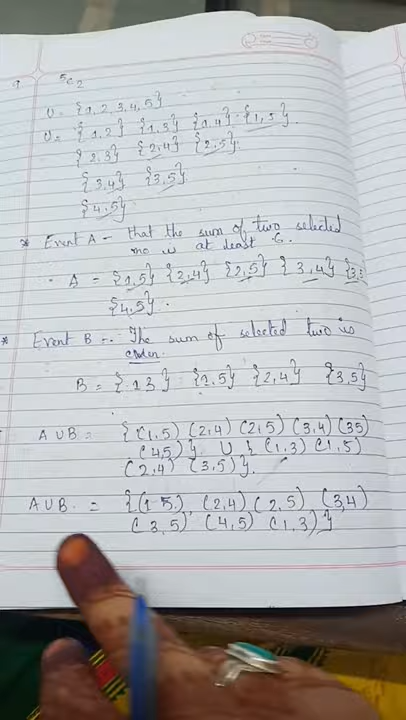 ⁵C₂
U = {1,2,3,4,5}
U = {1,2} {1,3} {1,4} {1,5}.
{2,3} {2,4} {2,5}.
{3,4} {3,5}
{4,5}
* Event A - that the sum of two selected
no is at least 6.
A = {1,5} {2,4} {2,5} {3,4} {3,5
{4,5}.
* Event B -. The sum of selected two is
even.
B = {1 3} {1,5} {2,4} {3,5}
A∪B = {(1,5) (2,4) (2,5) (3,4) (35)
(4,5)} ∪ {(1,3) (1,5)
(2,4) (3,5)}.
A∪B. = {(1 5), (2,4) (2,5) (3,4)
(3,5) (4,5) (1,3)}